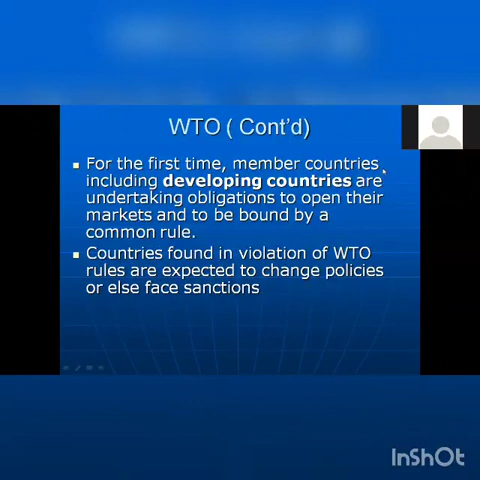 WTO ( Cont'd)
For the first time, member countries
including developing countries are
undertaking obligations to open their
markets and to be bound by a
common rule.
Countries found in violation of WTO
rules are expected to change policies
or else face sanctions
InShOt